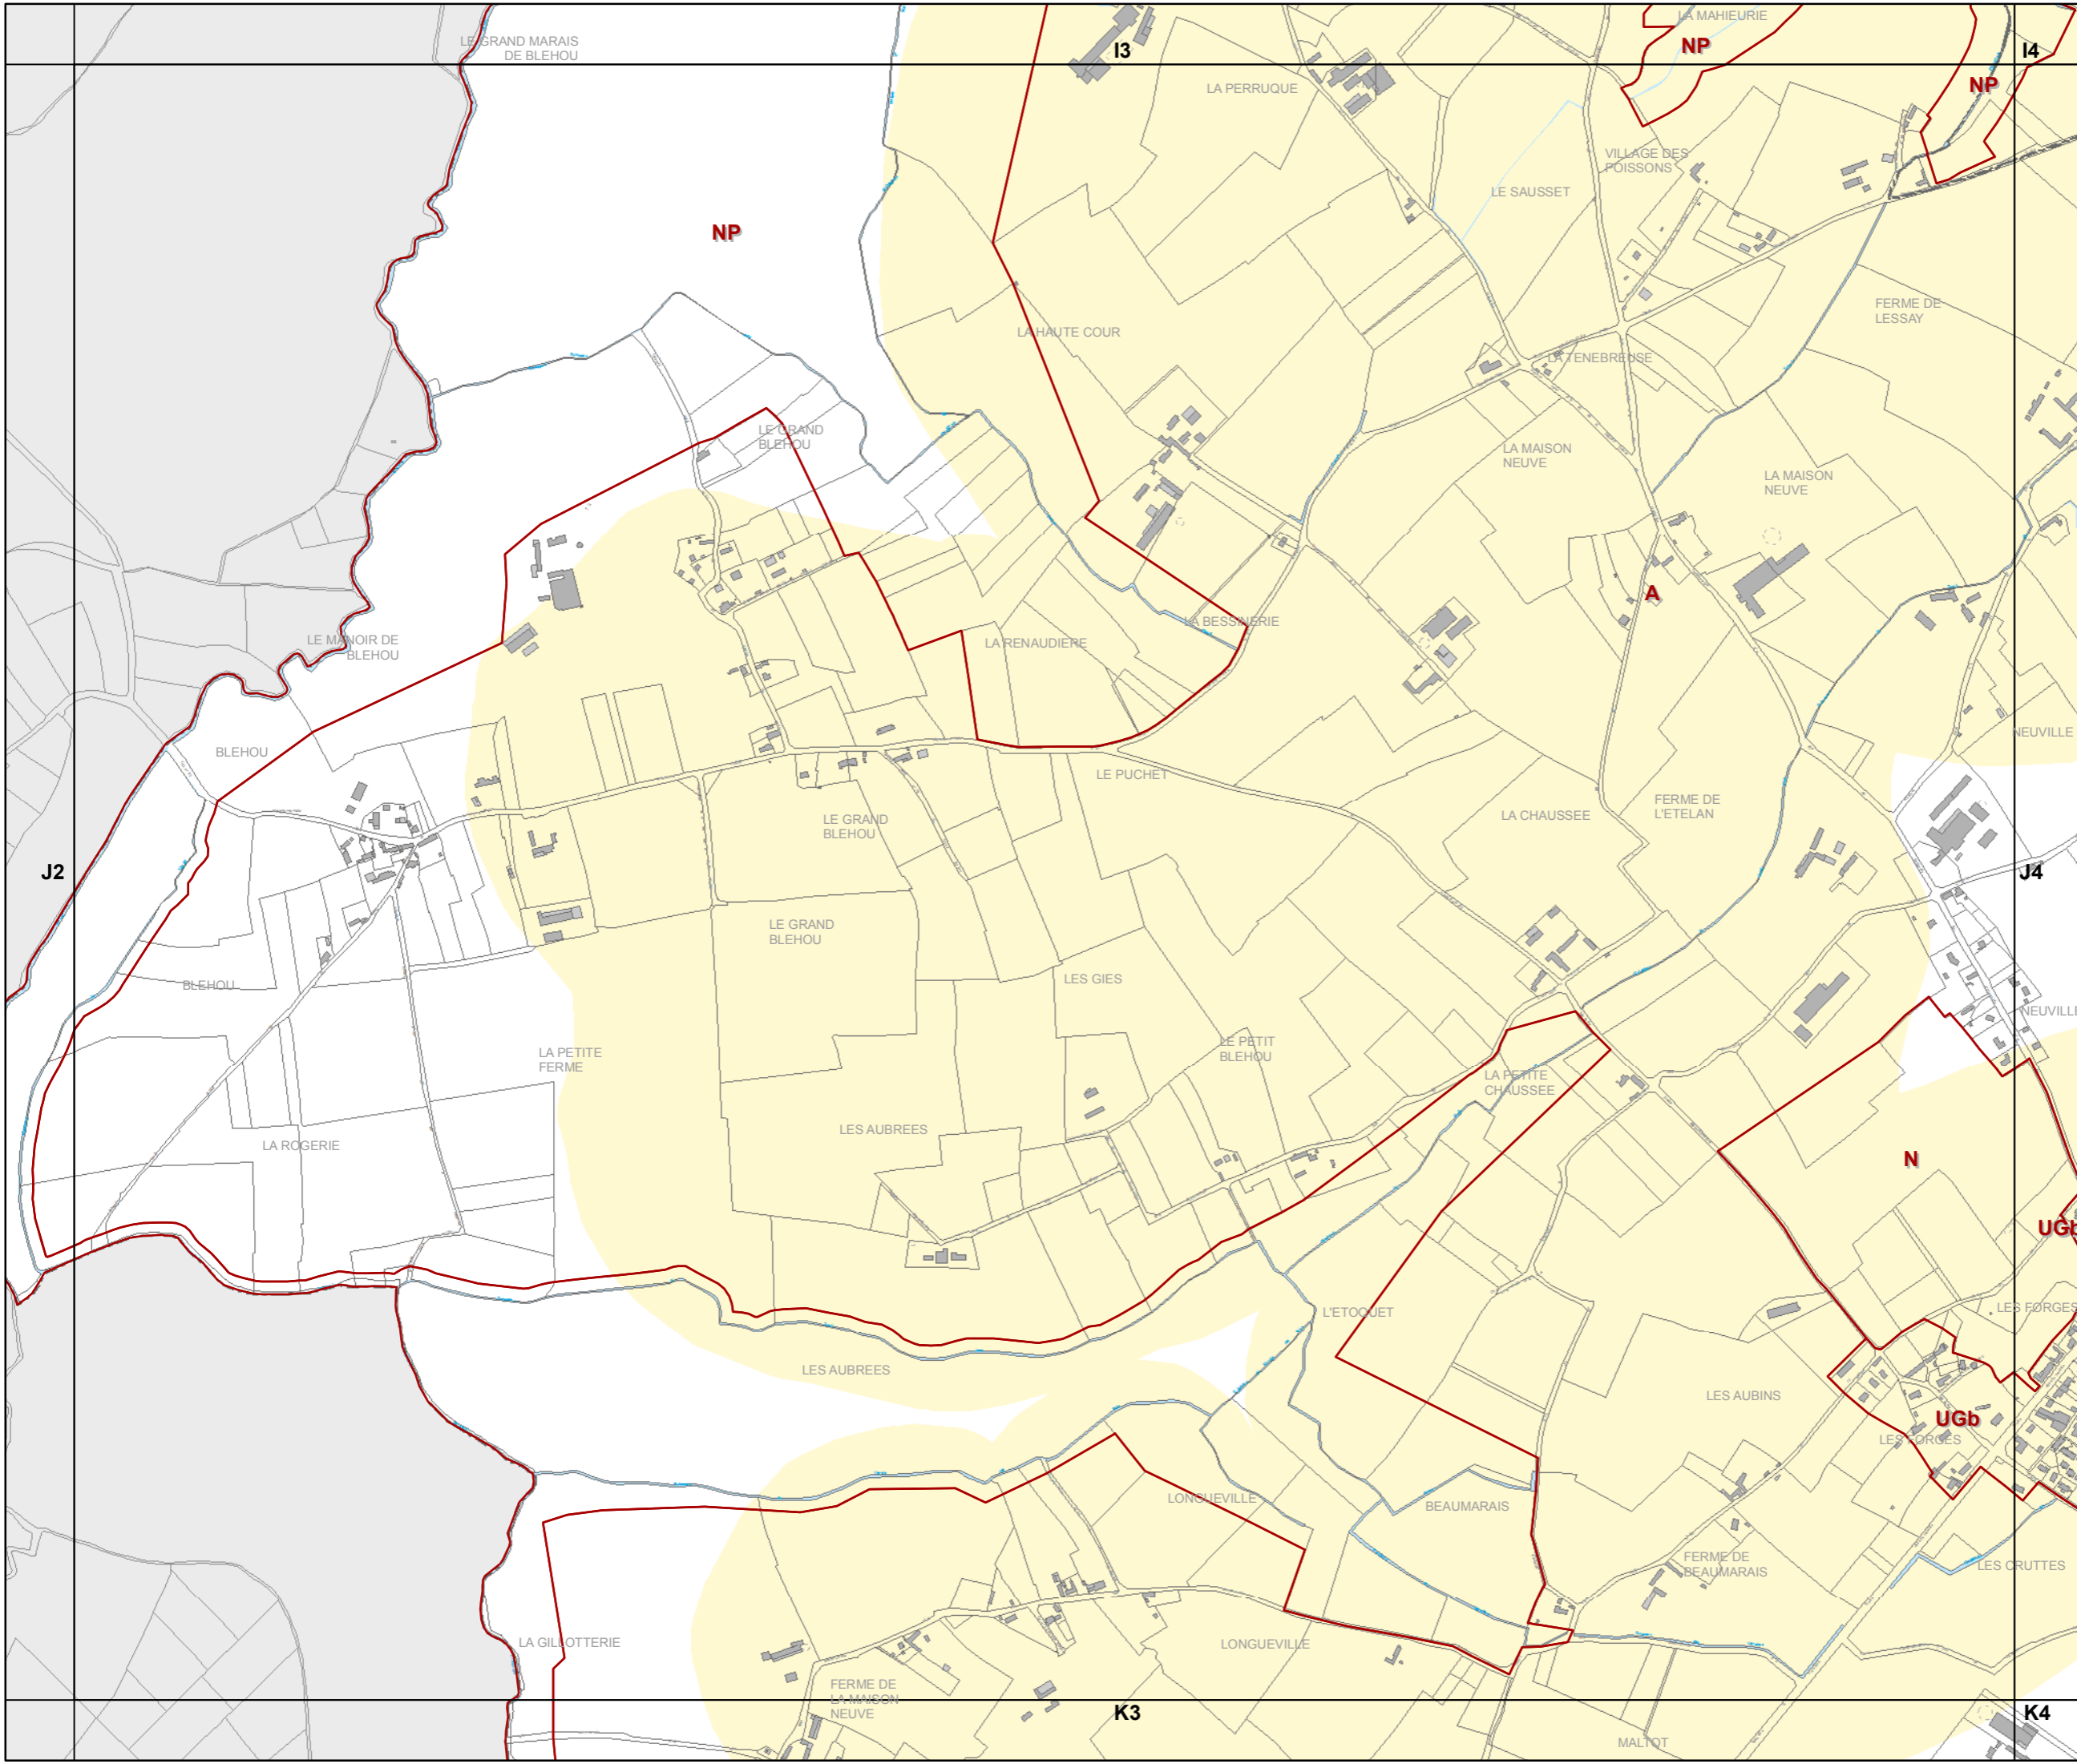 LA MAHIEURIE
LE GRAND MARAIS
DE BLEHOU
I3
NP
I4
LA PERRUQUE
NP
VILLAGE DES
POISSONS
LE SAUSSET
NP
FERME DE
LESSAY
LA HAUTE COUR
LA TENEBREUSE
LE GRAND
BLEHOU
LA MAISON
NEUVE
LA MAISON
NEUVE
A
LA BESSINERIE
LE MANOIR DE
BLEHOU
LA RENAUDIERE
NEUVILLE
BLEHOU
LE PUCHET
FERME DE
L'ETELAN
LA CHAUSSEE
LE GRAND
BLEHOU
J2
J4
LE GRAND
BLEHOU
LES GIES
BLEHOU
NEUVILLE
LE PETIT
BLEHOU
LA PETITE
FERME
LA PETITE
CHAUSSEE
LES AUBREES
LA ROGERIE
N
UGb
LES FORGES
L'ETOQUET
LES AUBREES
LES AUBINS
UGb
LES FORGES
LONGUEVILLE
BEAUMARAIS
FERME DE
BEAUMARAIS
LES CRUTTES
LA GILLOTTERIE
LONGUEVILLE
FERME DE
LA MAISON
NEUVE
K3
K4
MALTOT